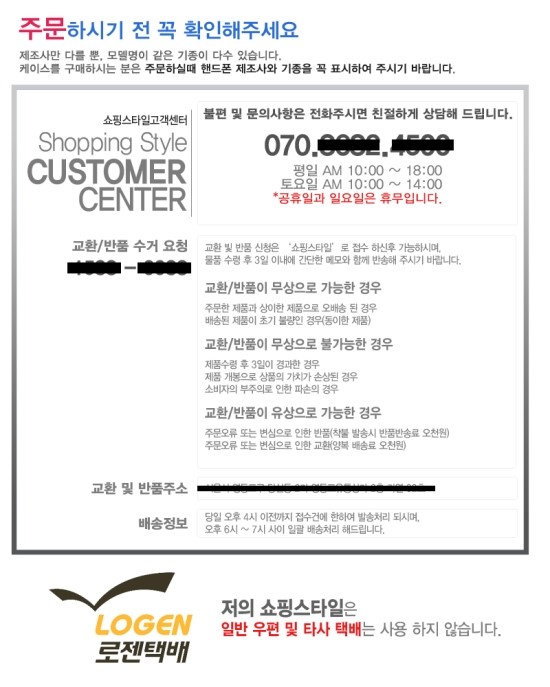 주문하시기 전 꼭 확인해주세요
제조사만 다를 뿐, 모델명이 같은 기종이 다수 있습니다.
케이스를 구매하시는 분은 주문하실때 핸드폰 제조사와 기종을 꼭 표시하여 주시기 바랍니다.
쇼핑스타일고객센터
Shopping Style
CUSTOMER
CENTER
불편 및 문의사항은 전화주시면 친절하게 상담해 드립니다.
070.
평일 AM 10:00 ~ 18:00
토요일 AM 10:00 ~ 14:00
*공휴일과 일요일은 휴무입니다.
교환/반품 수거 요청
교환 및 반품 신청은 '쇼핑스타일'로 접수 하신후 가능하시며,
물품 수령 후 3일 이내에 간단한 메모와 함께 반송해 주시기 바랍니다.
교환/반품이 무상으로 가능한 경우
주문한 제품과 상이한 제품으로 오배송 된 경우
배송된 제품이 초기 불량인 경우(동이한 제품)
교환/반품이 무상으로 불가능한 경우
제품수령 후 3일이 경과한 경우
제품 개봉으로 상품의 가치가 손상된 경우
소비자의 부주의로 인한 파손의 경우
교환/반품이 유상으로 가능한 경우
주문오류 또는 변심으로 인한 반품(착불 발송시 반품반송료 오천원)
주문오류 또는 변심으로 인한 교환(양복 배송료 오천원)
교환 및 반품주소
배송정보
당일 오후 4시 이전까지 접수건에 한하여 발송처리 되시며,
오후 6시 ~ 7시 사이 일괄 배송처리 해드립니다.
LOGEN
로젠택배
저의 쇼핑스타일은
일반 우편 및 타사 택배는 사용 하지 않습니다.